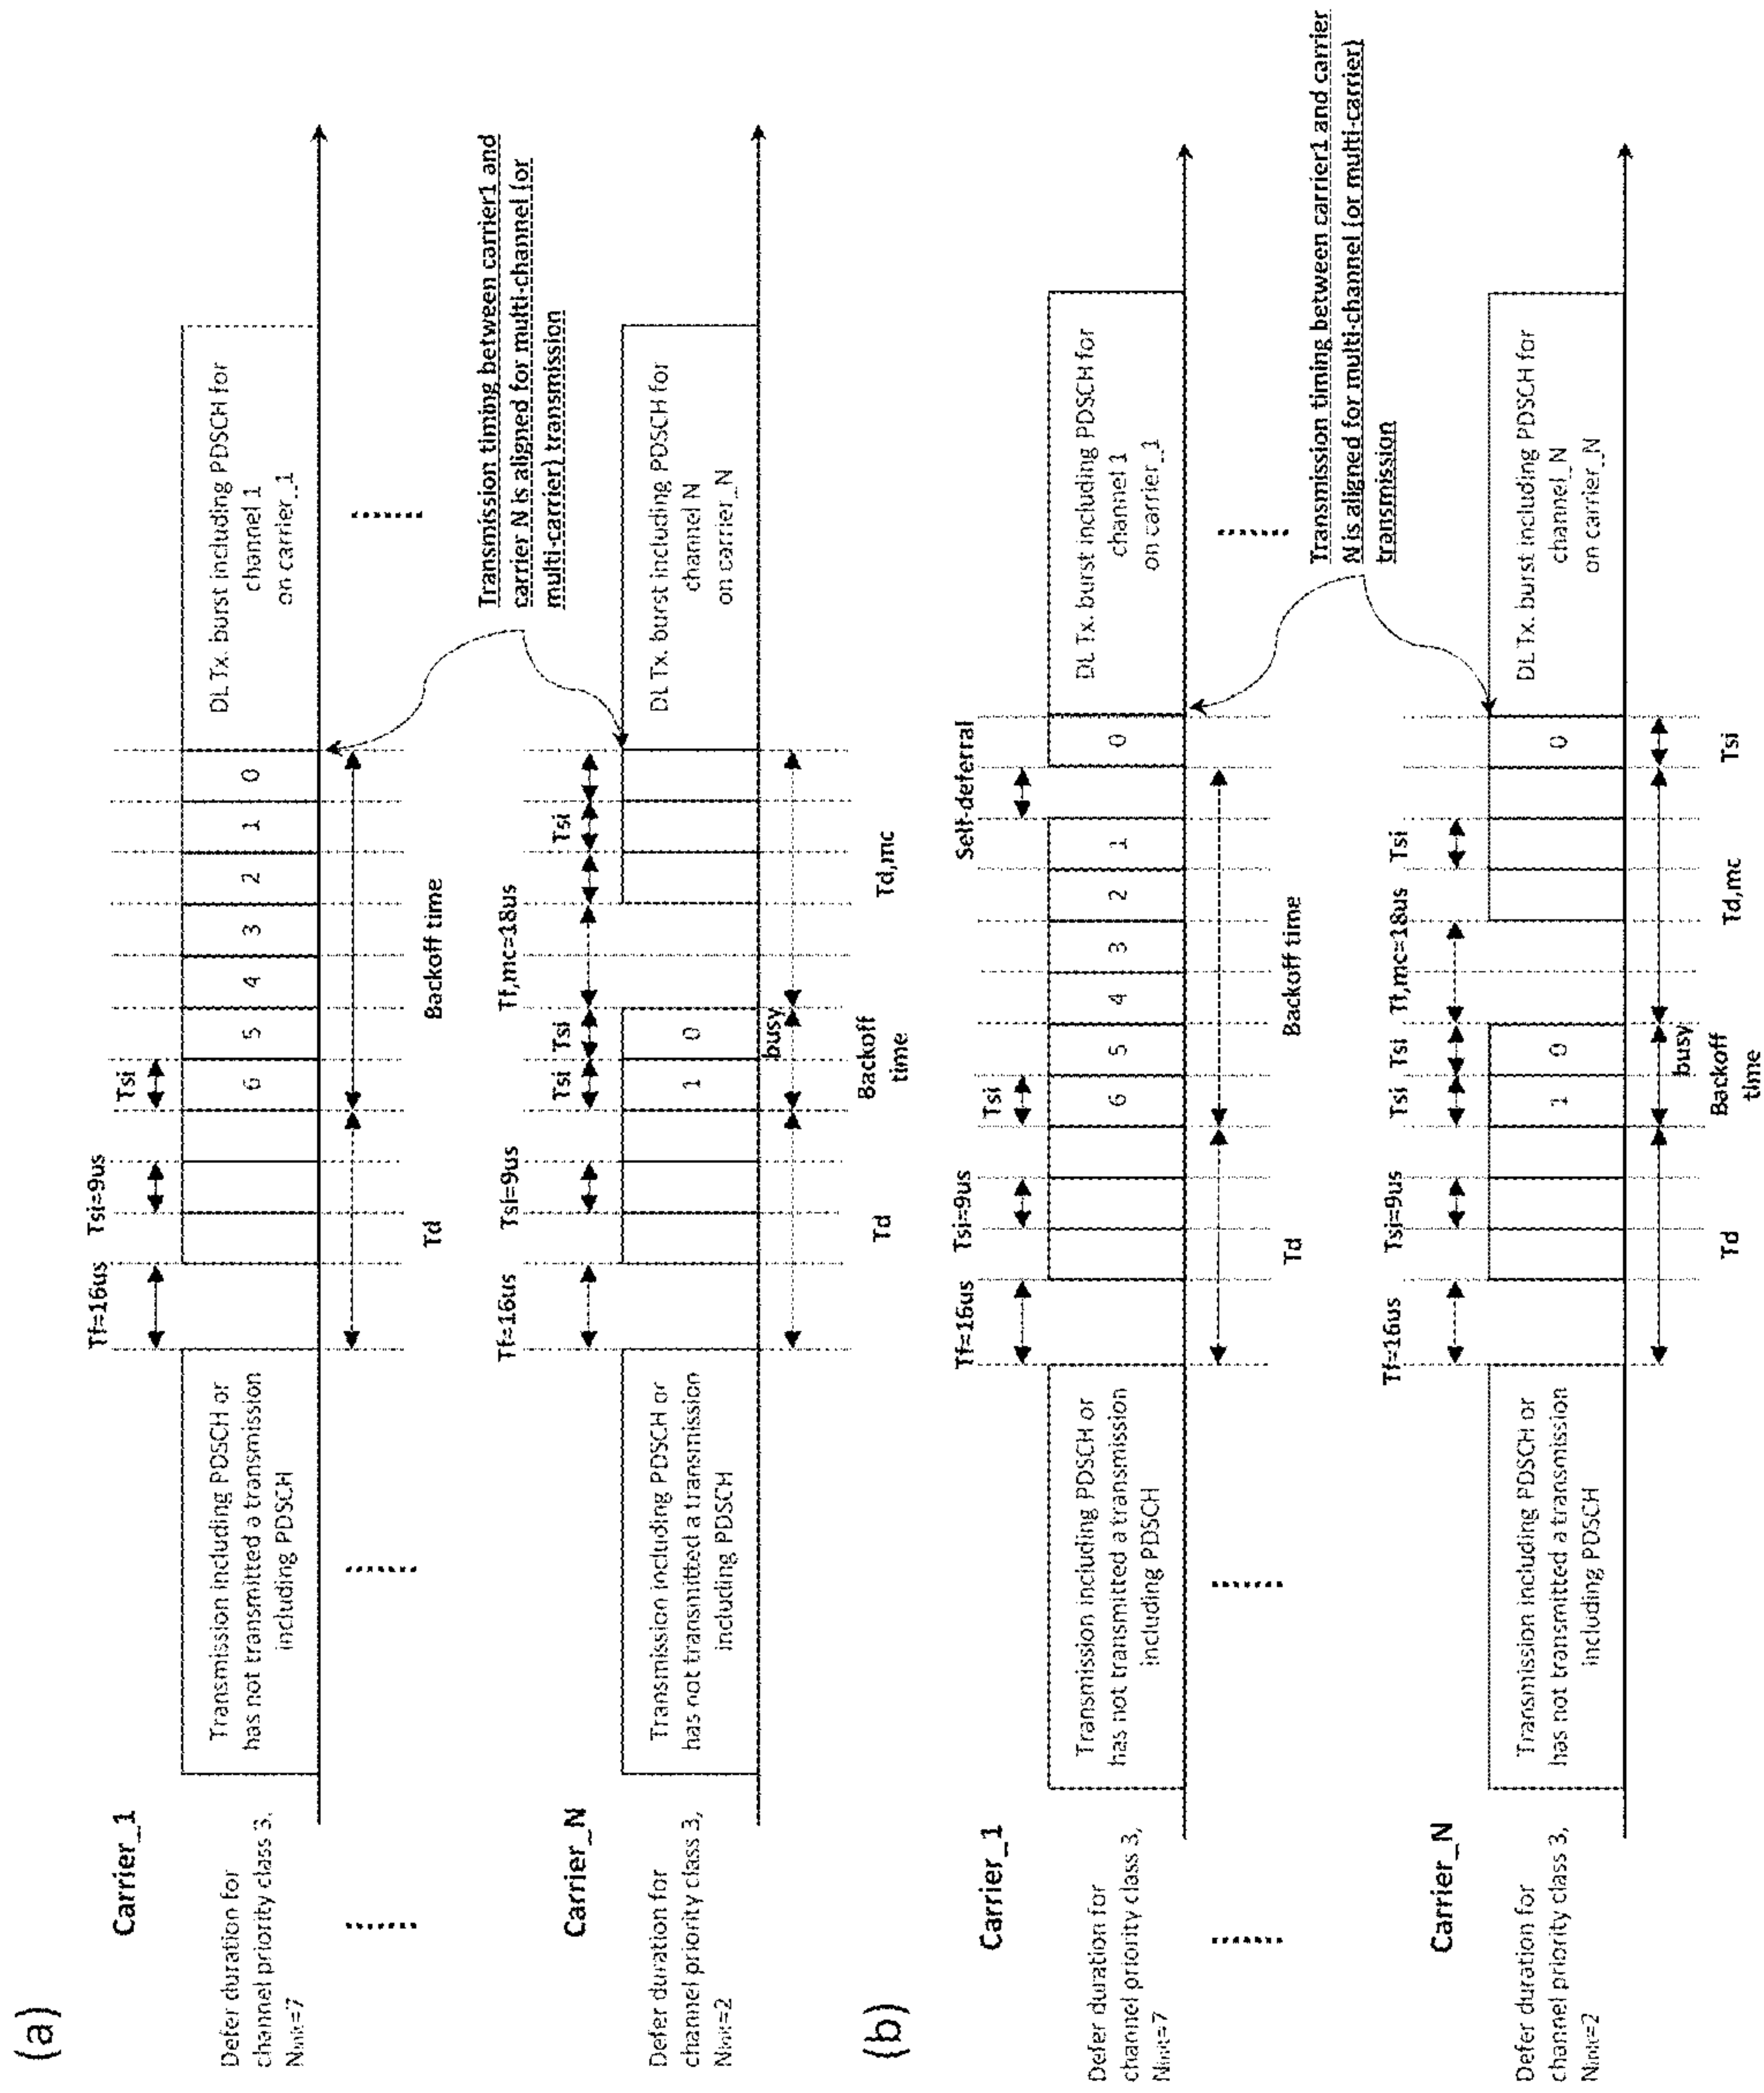 (a)
Carrier_1
Defer duration for
channel priority class 3,
Ninit=7
Transmission including PDSCH or
has not transmitted a transmission
including PDSCH
Tf=16us
Tsi=9us
Tsi
6
5
4
3
2
1
0
DL Tx. burst including PDSCH for
channel 1
on carrier_1
Td
Backoff time
Transmission timing between carrier1 and
carrier N is aligned for multi-channel (or
multi-carrier) transmission
Carrier_N
Defer duration for
channel priority class 3,
Ninit=2
Transmission including PDSCH or
has not transmitted a transmission
including PDSCH
Tf=16us
Tsi=9us
Tsi
Tsi
Tf,mc=18us
Tsi
1
0
DL Tx. burst including PDSCH for
channel N
on carrier_N
busy
Td
Backoff
time
Td,mc
(b)
Carrier_1
Defer duration for
channel priority class 3,
Ninit=7
Transmission including PDSCH or
has not transmitted a transmission
including PDSCH
Tf=16us
Tsi=9us
Tsi
Self-deferral
6
5
4
3
2
1
0
DL Tx. burst including PDSCH for
channel 1
on carrier_1
Td
Backoff time
Transmission timing between carrier1 and carrier
N is aligned for multi-channel (or multi-carrier)
transmission
Carrier_N
Defer duration for
channel priority class 3,
Ninit=2
Transmission including PDSCH or
has not transmitted a transmission
including PDSCH
Tf=16us
Tsi=9us
Tsi
Tsi
Tf,mc=18us
Tsi
1
0
0
DL Tx. burst including PDSCH for
channel_N
on carrier_N
busy
Td
Backoff
time
Td,mc
Tsi